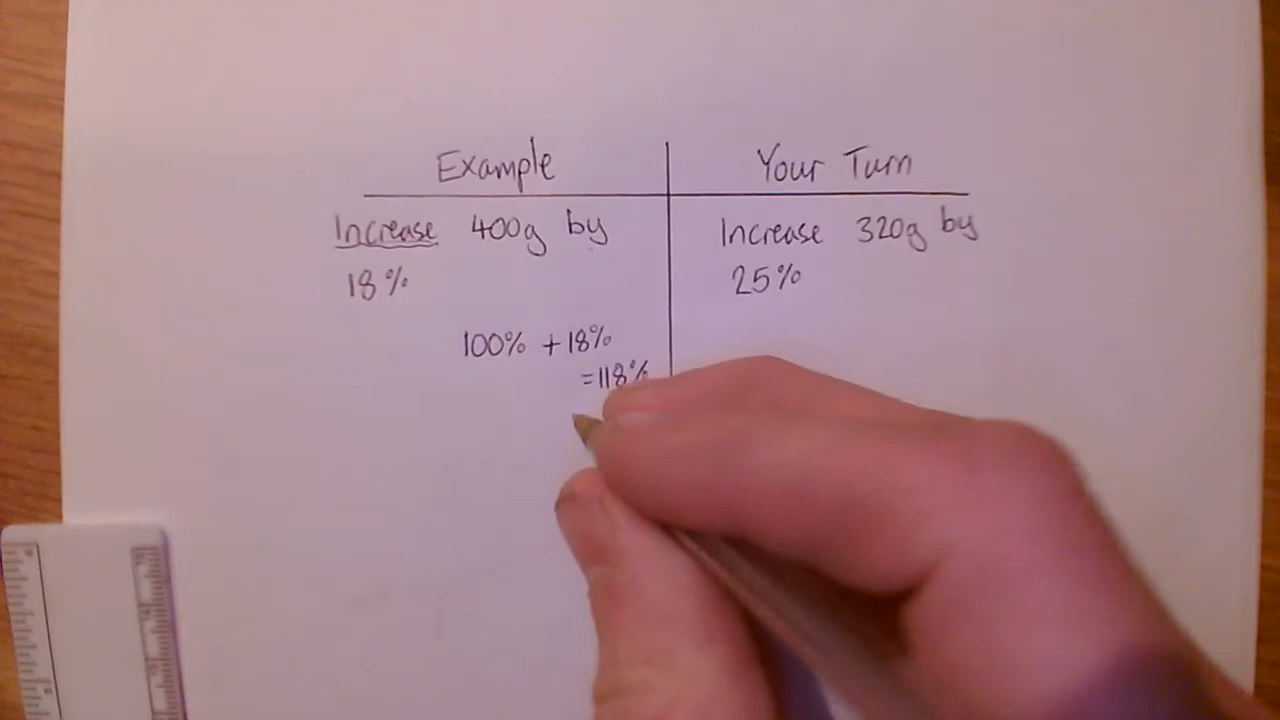 Example
Increase 400g by
18%
100% +18%
=118%
Your Turn
Increase 320g by
25%